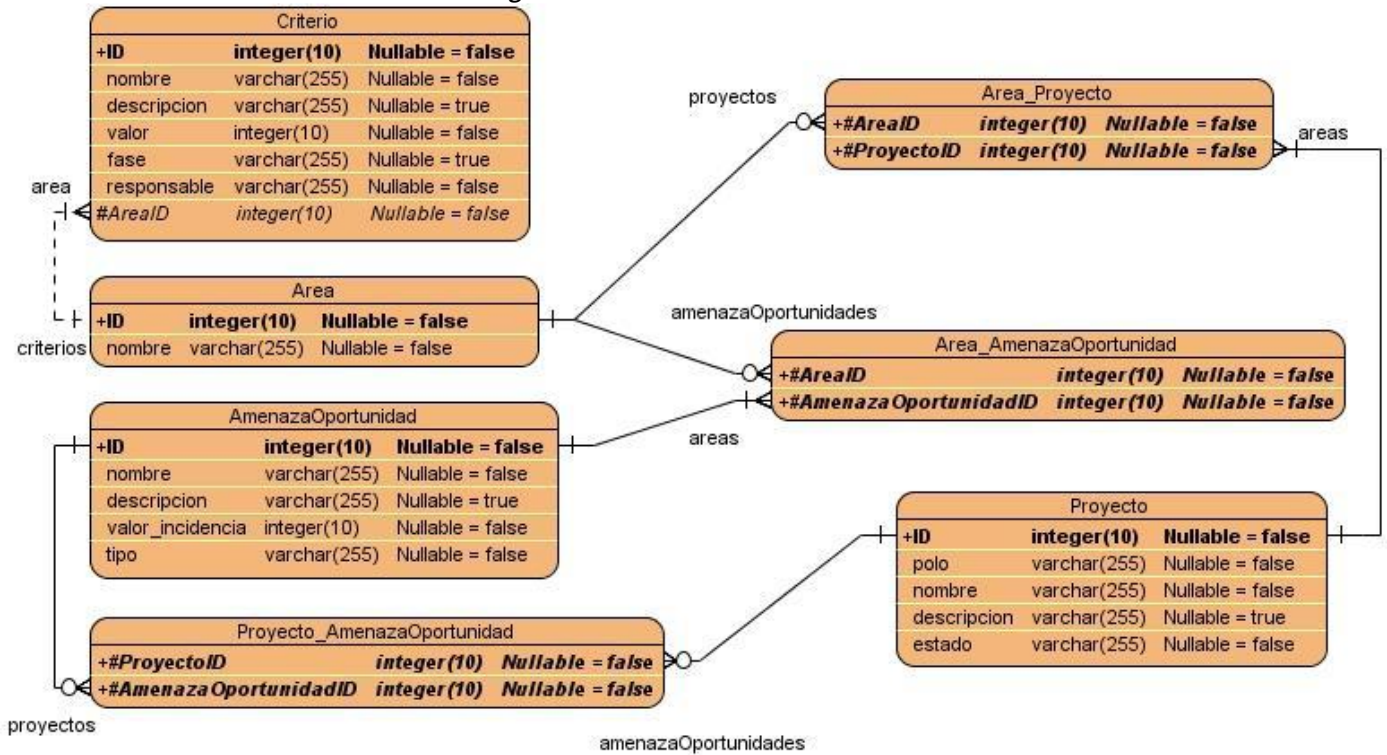 Criterio
+ID integer(10) Nullable = false
nombre varchar(255) Nullable = false
descripcion varchar(255) Nullable = true
valor integer(10) Nullable = false
fase varchar(255) Nullable = true
responsable varchar(255) Nullable = false
#AreaID integer(10) Nullable = false
area
proyectos
Area_Proyecto
+#AreaID integer(10) Nullable = false
+#ProyectoID integer(10) Nullable = false
areas
Area
+ID integer(10) Nullable = false
nombre varchar(255) Nullable = false
criterios
amenazaOportunidades
Area_AmenazaOportunidad
+#AreaID integer(10) Nullable = false
+#AmenazaOportunidadID integer(10) Nullable = false
areas
AmenazaOportunidad
+ID integer(10) Nullable = false
nombre varchar(255) Nullable = false
descripcion varchar(255) Nullable = true
valor_incidencia integer(10) Nullable = false
tipo varchar(255) Nullable = false
Proyecto
+ID integer(10) Nullable = false
polo varchar(255) Nullable = false
nombre varchar(255) Nullable = false
descripcion varchar(255) Nullable = true
estado varchar(255) Nullable = false
Proyecto_AmenazaOportunidad
+#ProyectoID integer(10) Nullable = false
+#AmenazaOportunidadID integer(10) Nullable = false
proyectos
amenazaOportunidades